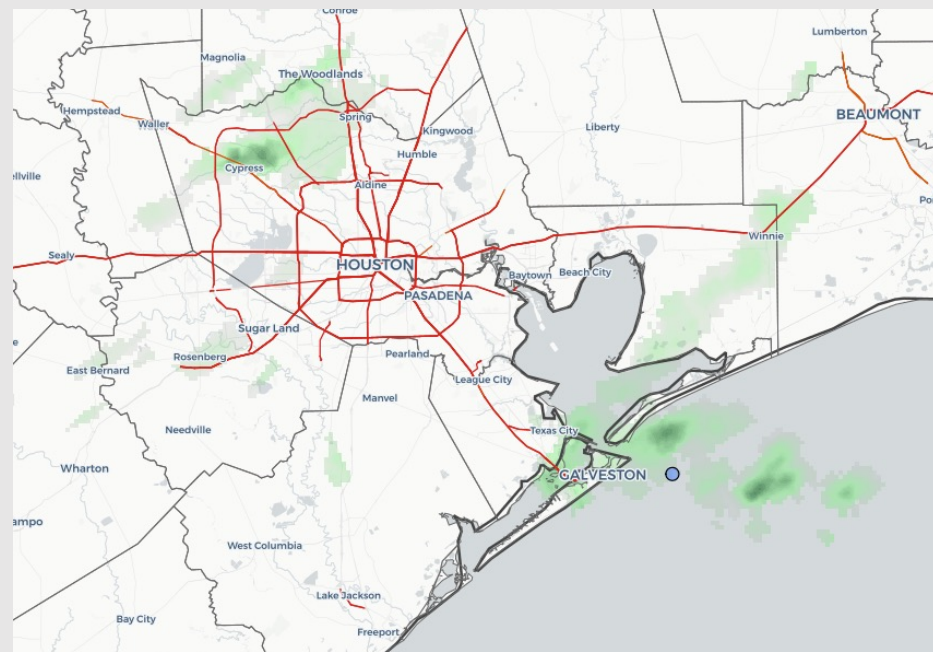 Conroe
Lumberton
Magnolia
The Woodlands
Hempstead
Waller
Spring
BEAUMONT
Kingwood
Liberty
Humble
Cypress
ellville
Aldine
Po
Winnie
Sealy
HOUSTON
Baytown
Beach City
PASADENA
Sugar Land
e
Rosenberg
Pearland
East Bernard
League City
Manvel
Needville
Texas City
Wharton
GALVESTON
ampo
West Columbia
Lake Jackson
Bay City
Freeport